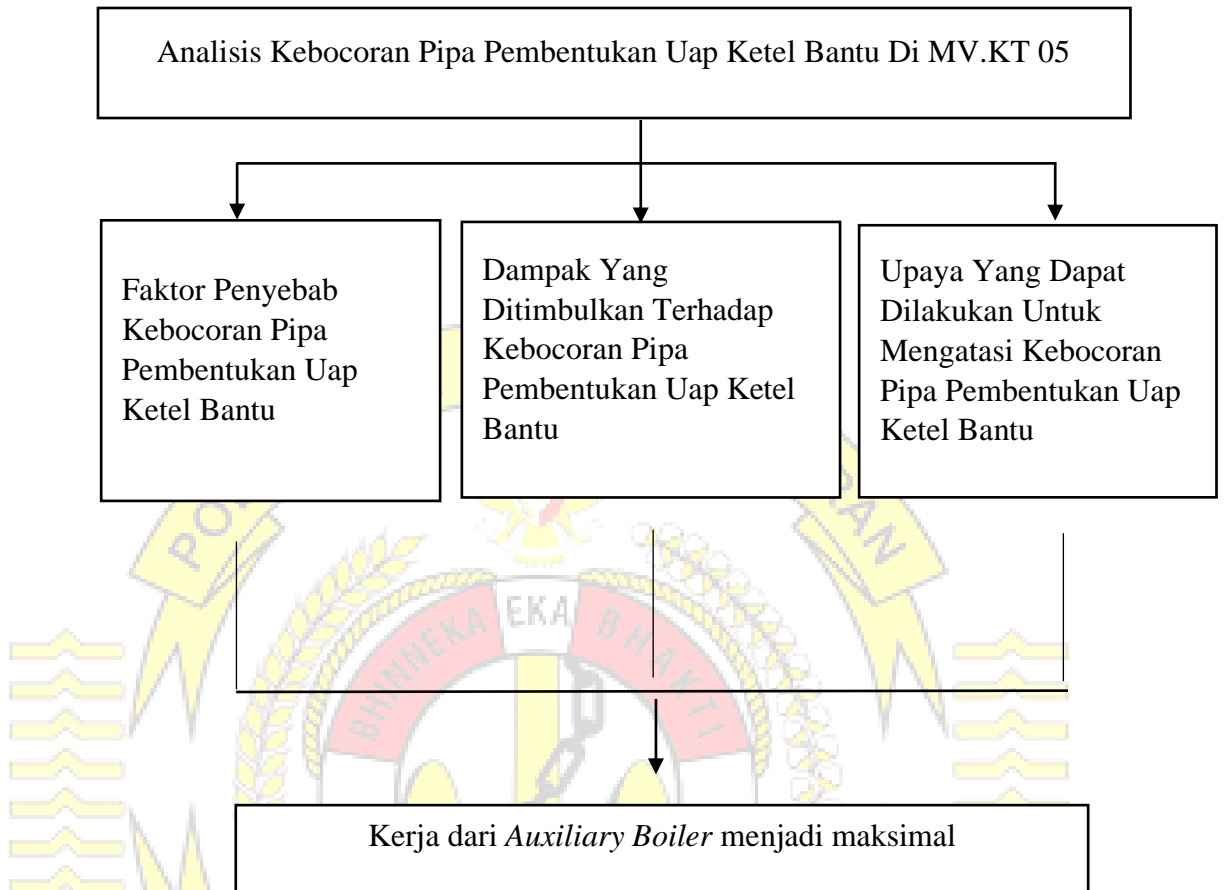 Analisis Kebocoran Pipa Pembentukan Uap Ketel Bantu Di MV.KT 05
Faktor Penyebab
Kebocoran Pipa
Pembentukan Uap
Ketel Bantu
Dampak Yang
Ditimbulkan Terhadap
Kebocoran Pipa
Pembentukan Uap Ketel
Bantu
Upaya Yang Dapat
Dilakukan Untuk
Mengatasi Kebocoran
Pipa Pembentukan Uap
Ketel Bantu
BHINNEKA EKA BHAKTI
Kerja dari Auxiliary Boiler menjadi maksimal